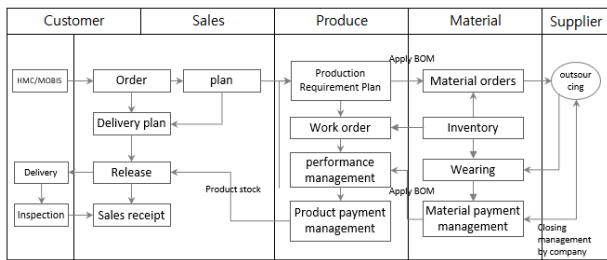 Customer
Sales
Produce
Material
Supplier
HMC/MOBIS
Order
plan
Production
Requirement Plan
Apply BOM
Material orders
outsour
cing
Delivery plan
Work order
Inventory
Delivery
Release
Product stock
performance
management
Apply BOM
Wearing
Inspection
Sales receipt
Product payment
management
Material payment
management
Closing
management
by company